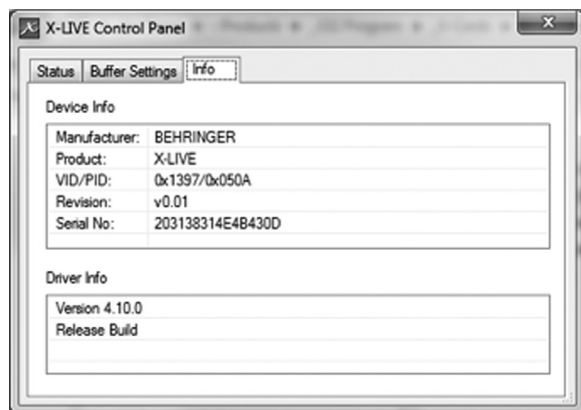 X-LIVE Control Panel
Status Buffer Settings Info
Device Info
Manufacturer: BEHRINGER
Product: X-LIVE
VID/PID: 0x1397/0x050A
Revision: v0.01
Serial No: 203138314E4B430D
Driver Info
Version 4.10.0
Release Build